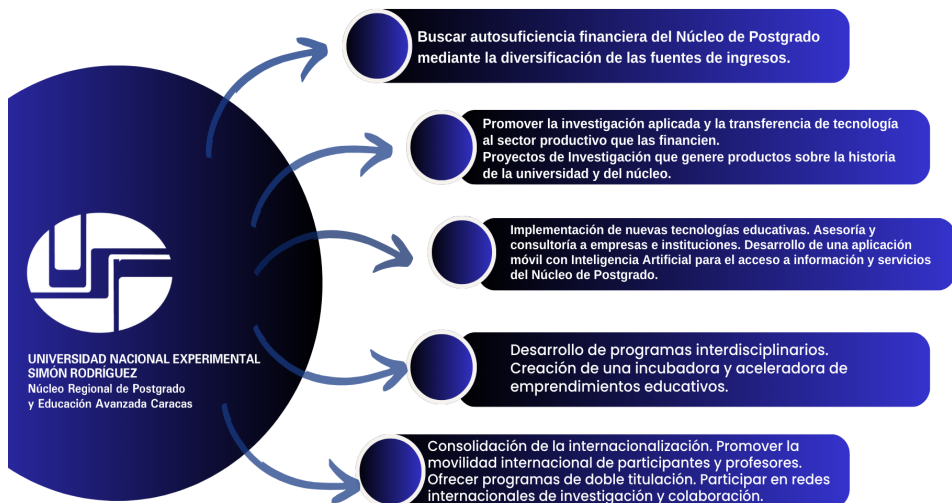 Buscar autosuficiencia financiera del Núcleo de Postgrado
mediante la diversificación de las fuentes de ingresos.
Promover la investigación aplicada y la transferencia de tecnología
al sector productivo que las financien.
Proyectos de Investigación que genere productos sobre la historia
de la universidad y del núcleo.
Implementación de nuevas tecnologías educativas. Asesoría y
consultoría a empresas e instituciones. Desarrollo de una aplicación
móvil con Inteligencia Artificial para el acceso a información y servicios
del Núcleo de Postgrado.
UNIVERSIDAD NACIONAL EXPERIMENTAL
SIMÓN RODRÍGUEZ
Núcleo Regional de Postgrado
y Educación Avanzada Caracas
Desarrollo de programas interdisciplinarios.
Creación de una incubadora y aceleradora de
emprendimientos educativos.
Consolidación de la internacionalización. Promover la
movilidad internacional de participantes y profesores.
Ofrecer programas de doble titulación. Participar en redes
internacionales de investigación y colaboración.